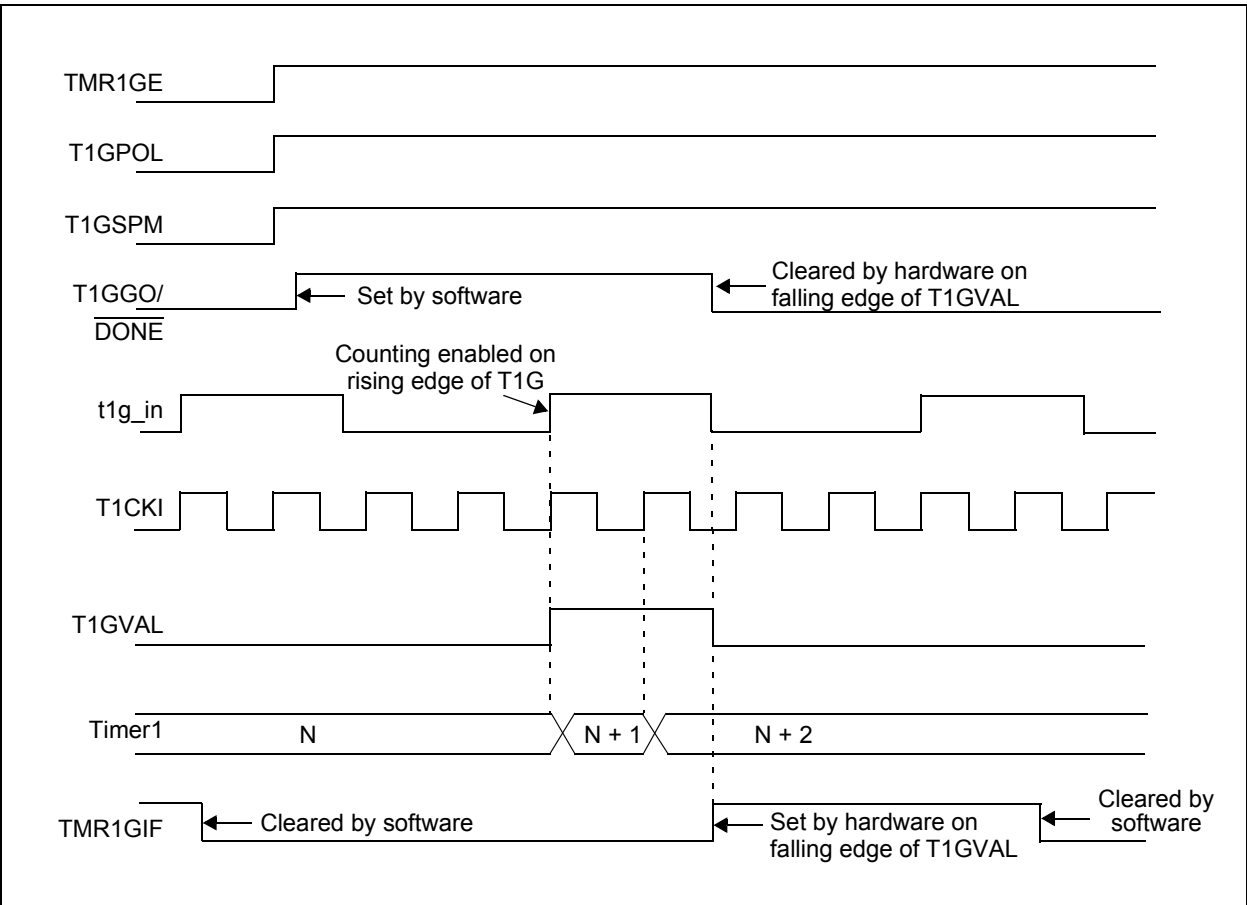 TMR1GE
T1GPOL
T1GSPM
T1GGO/
DONE
Set by software
Cleared by hardware on
falling edge of T1GVAL
Counting enabled on
rising edge of T1G
t1g_in
T1CKI
T1GVAL
Timer1
N
N + 1
N + 2
TMR1GIF
Cleared by software
Set by hardware on
falling edge of T1GVAL
Cleared by
software